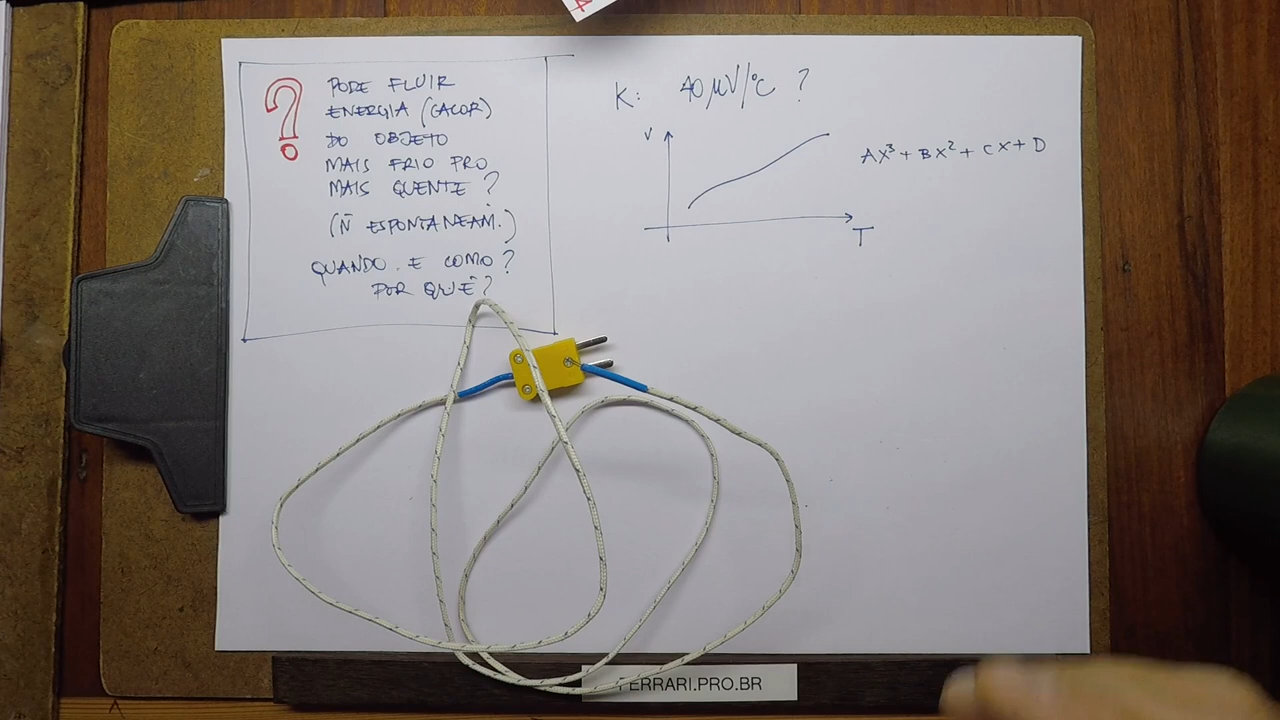 ?
PODE FLUIR
ENERGIA (CALOR)
DO OBJETO
MAIS FRIO PRO
MAIS QUENTE?
(Ñ ESPONTANEAM.)
QUANDO E COMO?
POR QUÊ?
K: 40 µV/°C ?
V
T
AX³ + BX² + CX + D
4
FERRARI.PRO.BR